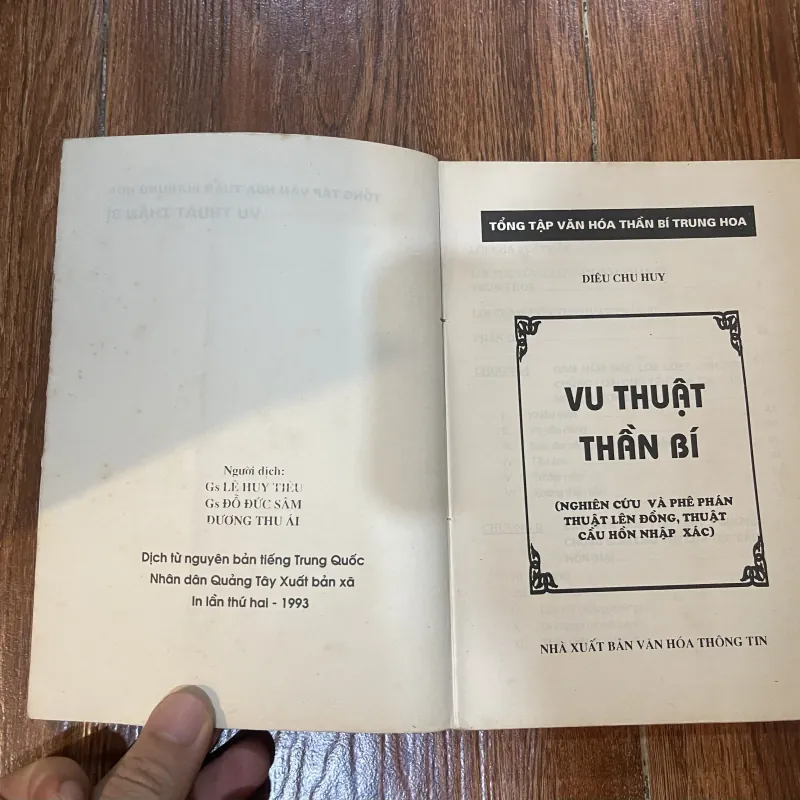 Người dịch:
Gs LÊ HUY TIÊU
Gs ĐỖ ĐỨC SÂM
DƯƠNG THU ÁI
Dịch từ nguyên bản tiếng Trung Quốc
Nhân dân Quảng Tây Xuất bản xã
In lần thứ hai - 1993
TỔNG TẬP VĂN HÓA THẦN BÍ TRUNG HOA
DIÊU CHU HUY
VU THUẬT
THẦN BÍ
(NGHIÊN CỨU VÀ PHÊ PHÁN
THUẬT LÊN ĐỒNG, THUẬT
CẦU HỒN NHẬP XÁC)
NHÀ XUẤT BẢN VĂN HÓA THÔNG TIN